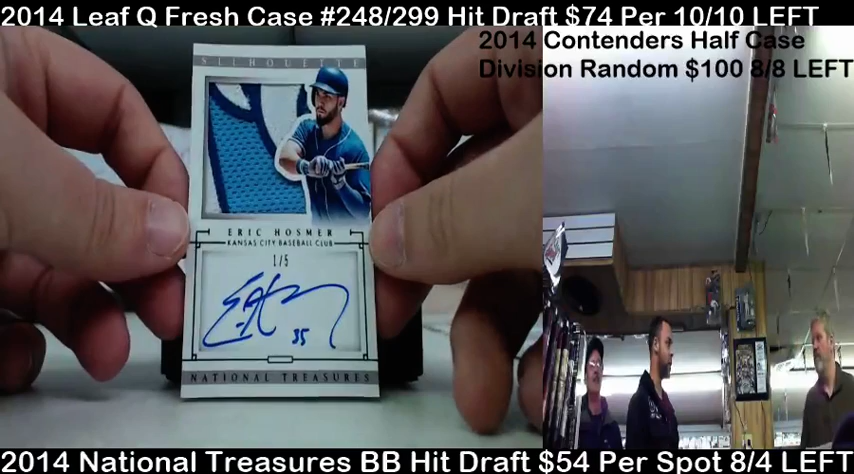 2014 Leaf Q Fresh Case #248/299 Hit Draft $74 Per 10/10 LEFT
2014 Contenders Half Case
Division Random $100 8/8 LEFT
SILHOUETTE
ERIC HOSMER
KANSAS CITY BASEBALL CLUB
1/5
35
NATIONAL TREASURES
2014 National Treasures BB Hit Draft $54 Per Spot 8/4 LEFT